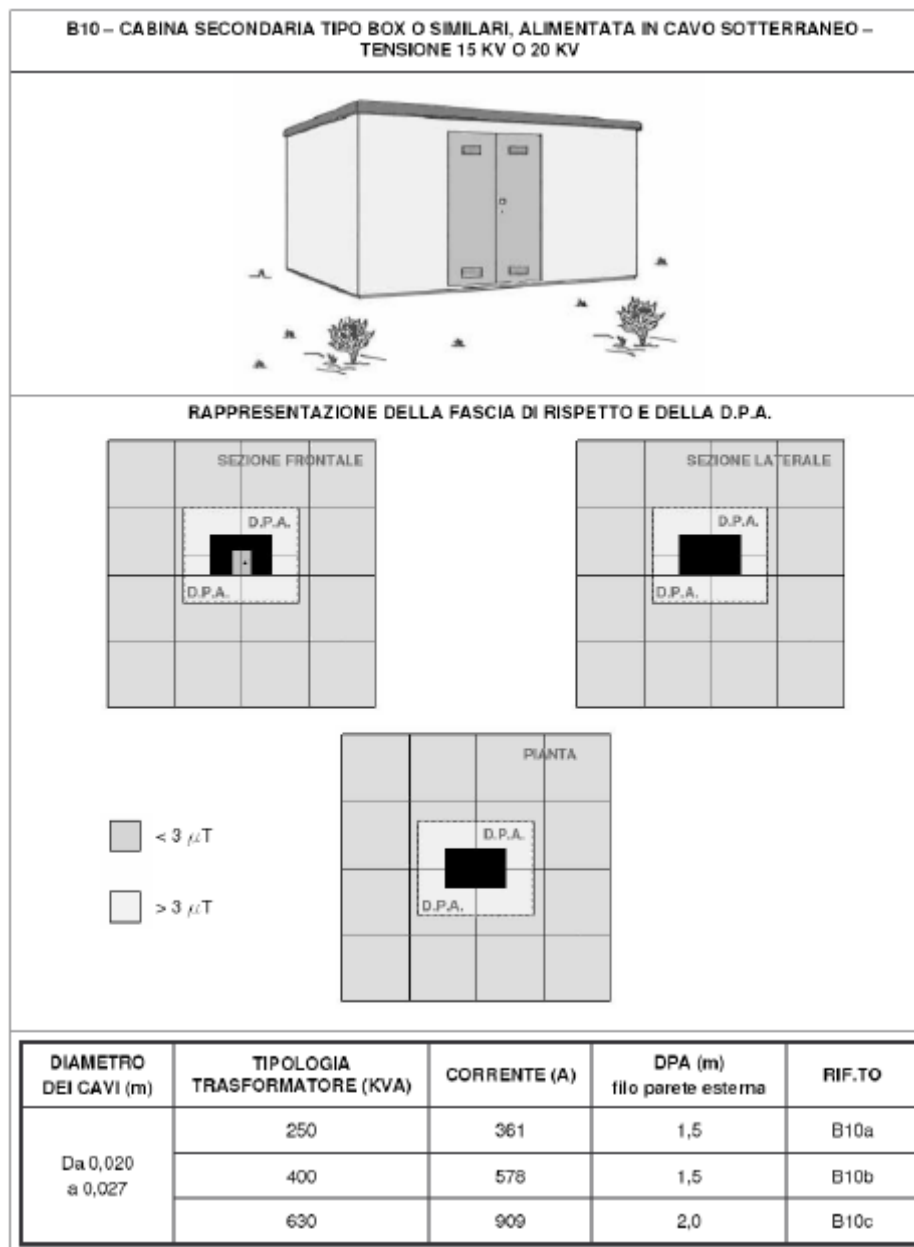 B10 – CABINA SECONDARIA TIPO BOX O SIMILARI, ALIMENTATA IN CAVO SOTTERRANEO –
TENSIONE 15 KV O 20 KV
RAPPRESENTAZIONE DELLA FASCIA DI RISPETTO E DELLA D.P.A.
SEZIONE FRONTALE
D.P.A.
D.P.A.
SEZIONE LATERALE
D.P.A.
D.P.A.
PIANTA
D.P.A.
D.P.A.
< 3 μT
> 3 μT
DIAMETRO DEI CAVI (m) TIPOLOGIA TRASFORMATORE (KVA) CORRENTE (A) DPA (m) filo parete esterna RIF.TO
Da 0,020 a 0,027
250 361 1,5 B10a
400 578 1,5 B10b
630 909 2,0 B10c